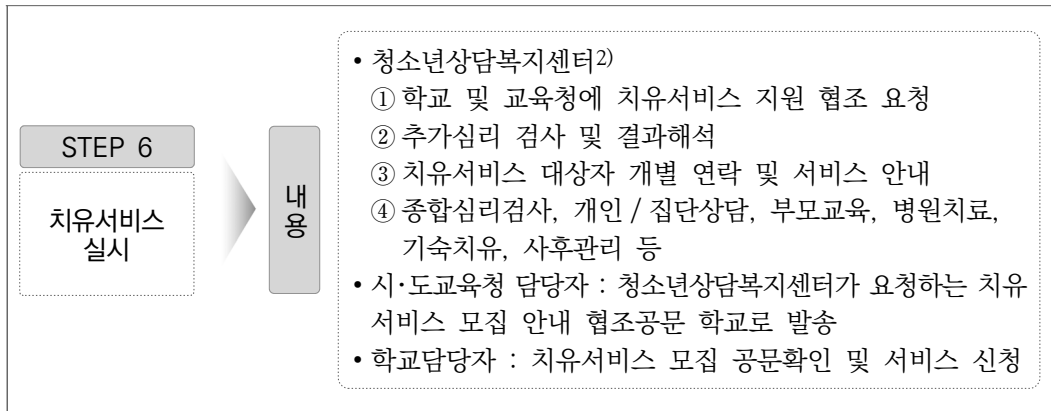 STEP 6
치유서비스
실시
내
용
• 청소년상담복지센터2)
① 학교 및 교육청에 치유서비스 지원 협조 요청
② 추가심리 검사 및 결과해석
③ 치유서비스 대상자 개별 연락 및 서비스 안내
④ 종합심리검사, 개인 / 집단상담, 부모교육, 병원치료,
기숙치유, 사후관리 등
• 시·도교육청 담당자 : 청소년상담복지센터가 요청하는 치유
서비스 모집 안내 협조공문 학교로 발송
• 학교담당자 : 치유서비스 모집 공문확인 및 서비스 신청